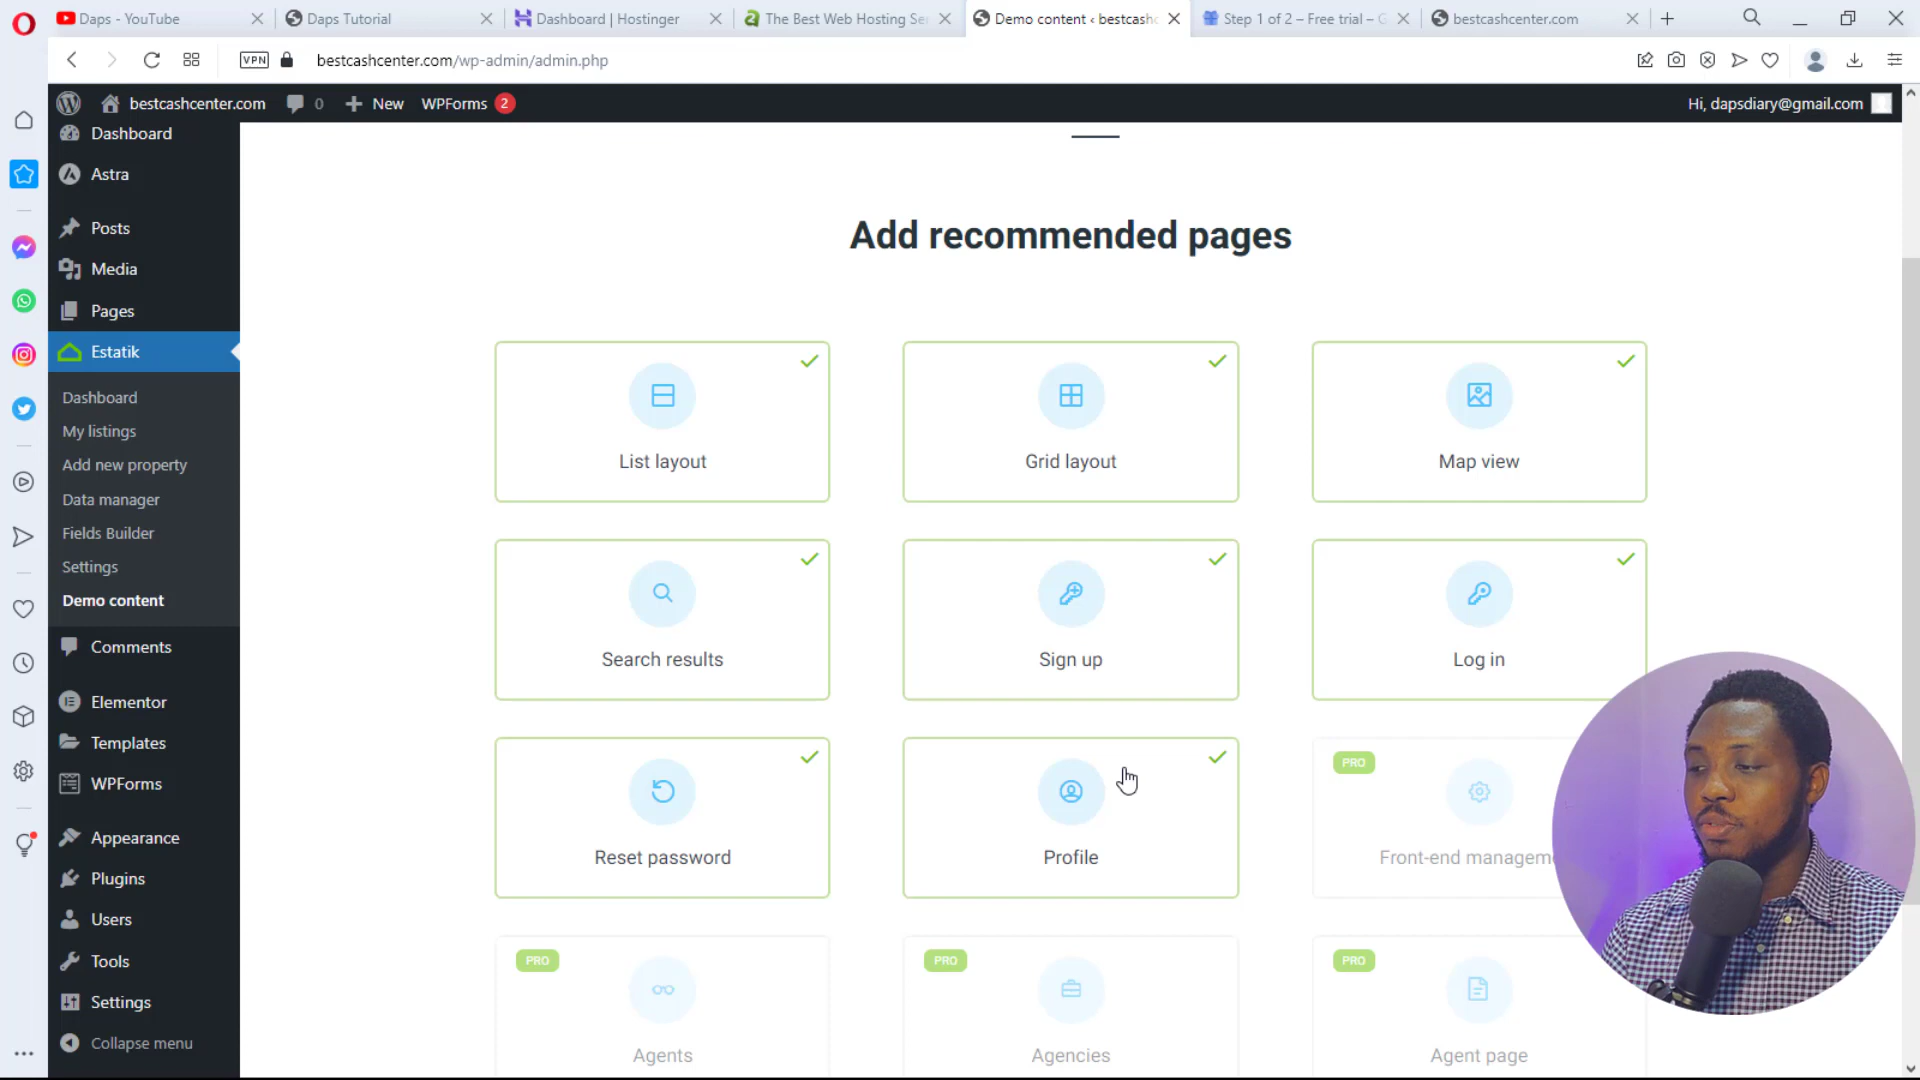 Daps - YouTube
Daps Tutorial
Dashboard | Hostinger
The Best Web Hosting Se
Demo content ‹ bestcash
Step 1 of 2 – Free trial – G
bestcashcenter.com
VPN
bestcashcenter.com/wp-admin/admin.php
bestcashcenter.com
0
New
WPForms
2
Hi, dapsdiary@gmail.com
Dashboard
Astra
Posts
Media
Pages
Estatik
Dashboard
My listings
Add new property
Data manager
Fields Builder
Settings
Demo content
Comments
Elementor
Templates
WPForms
Appearance
Plugins
Users
Tools
Settings
Collapse menu
Add recommended pages
List layout
Grid layout
Map view
Search results
Sign up
Log in
Reset password
Profile
PRO
Front-end managem
PRO
Agents
PRO
Agencies
PRO
Agent page